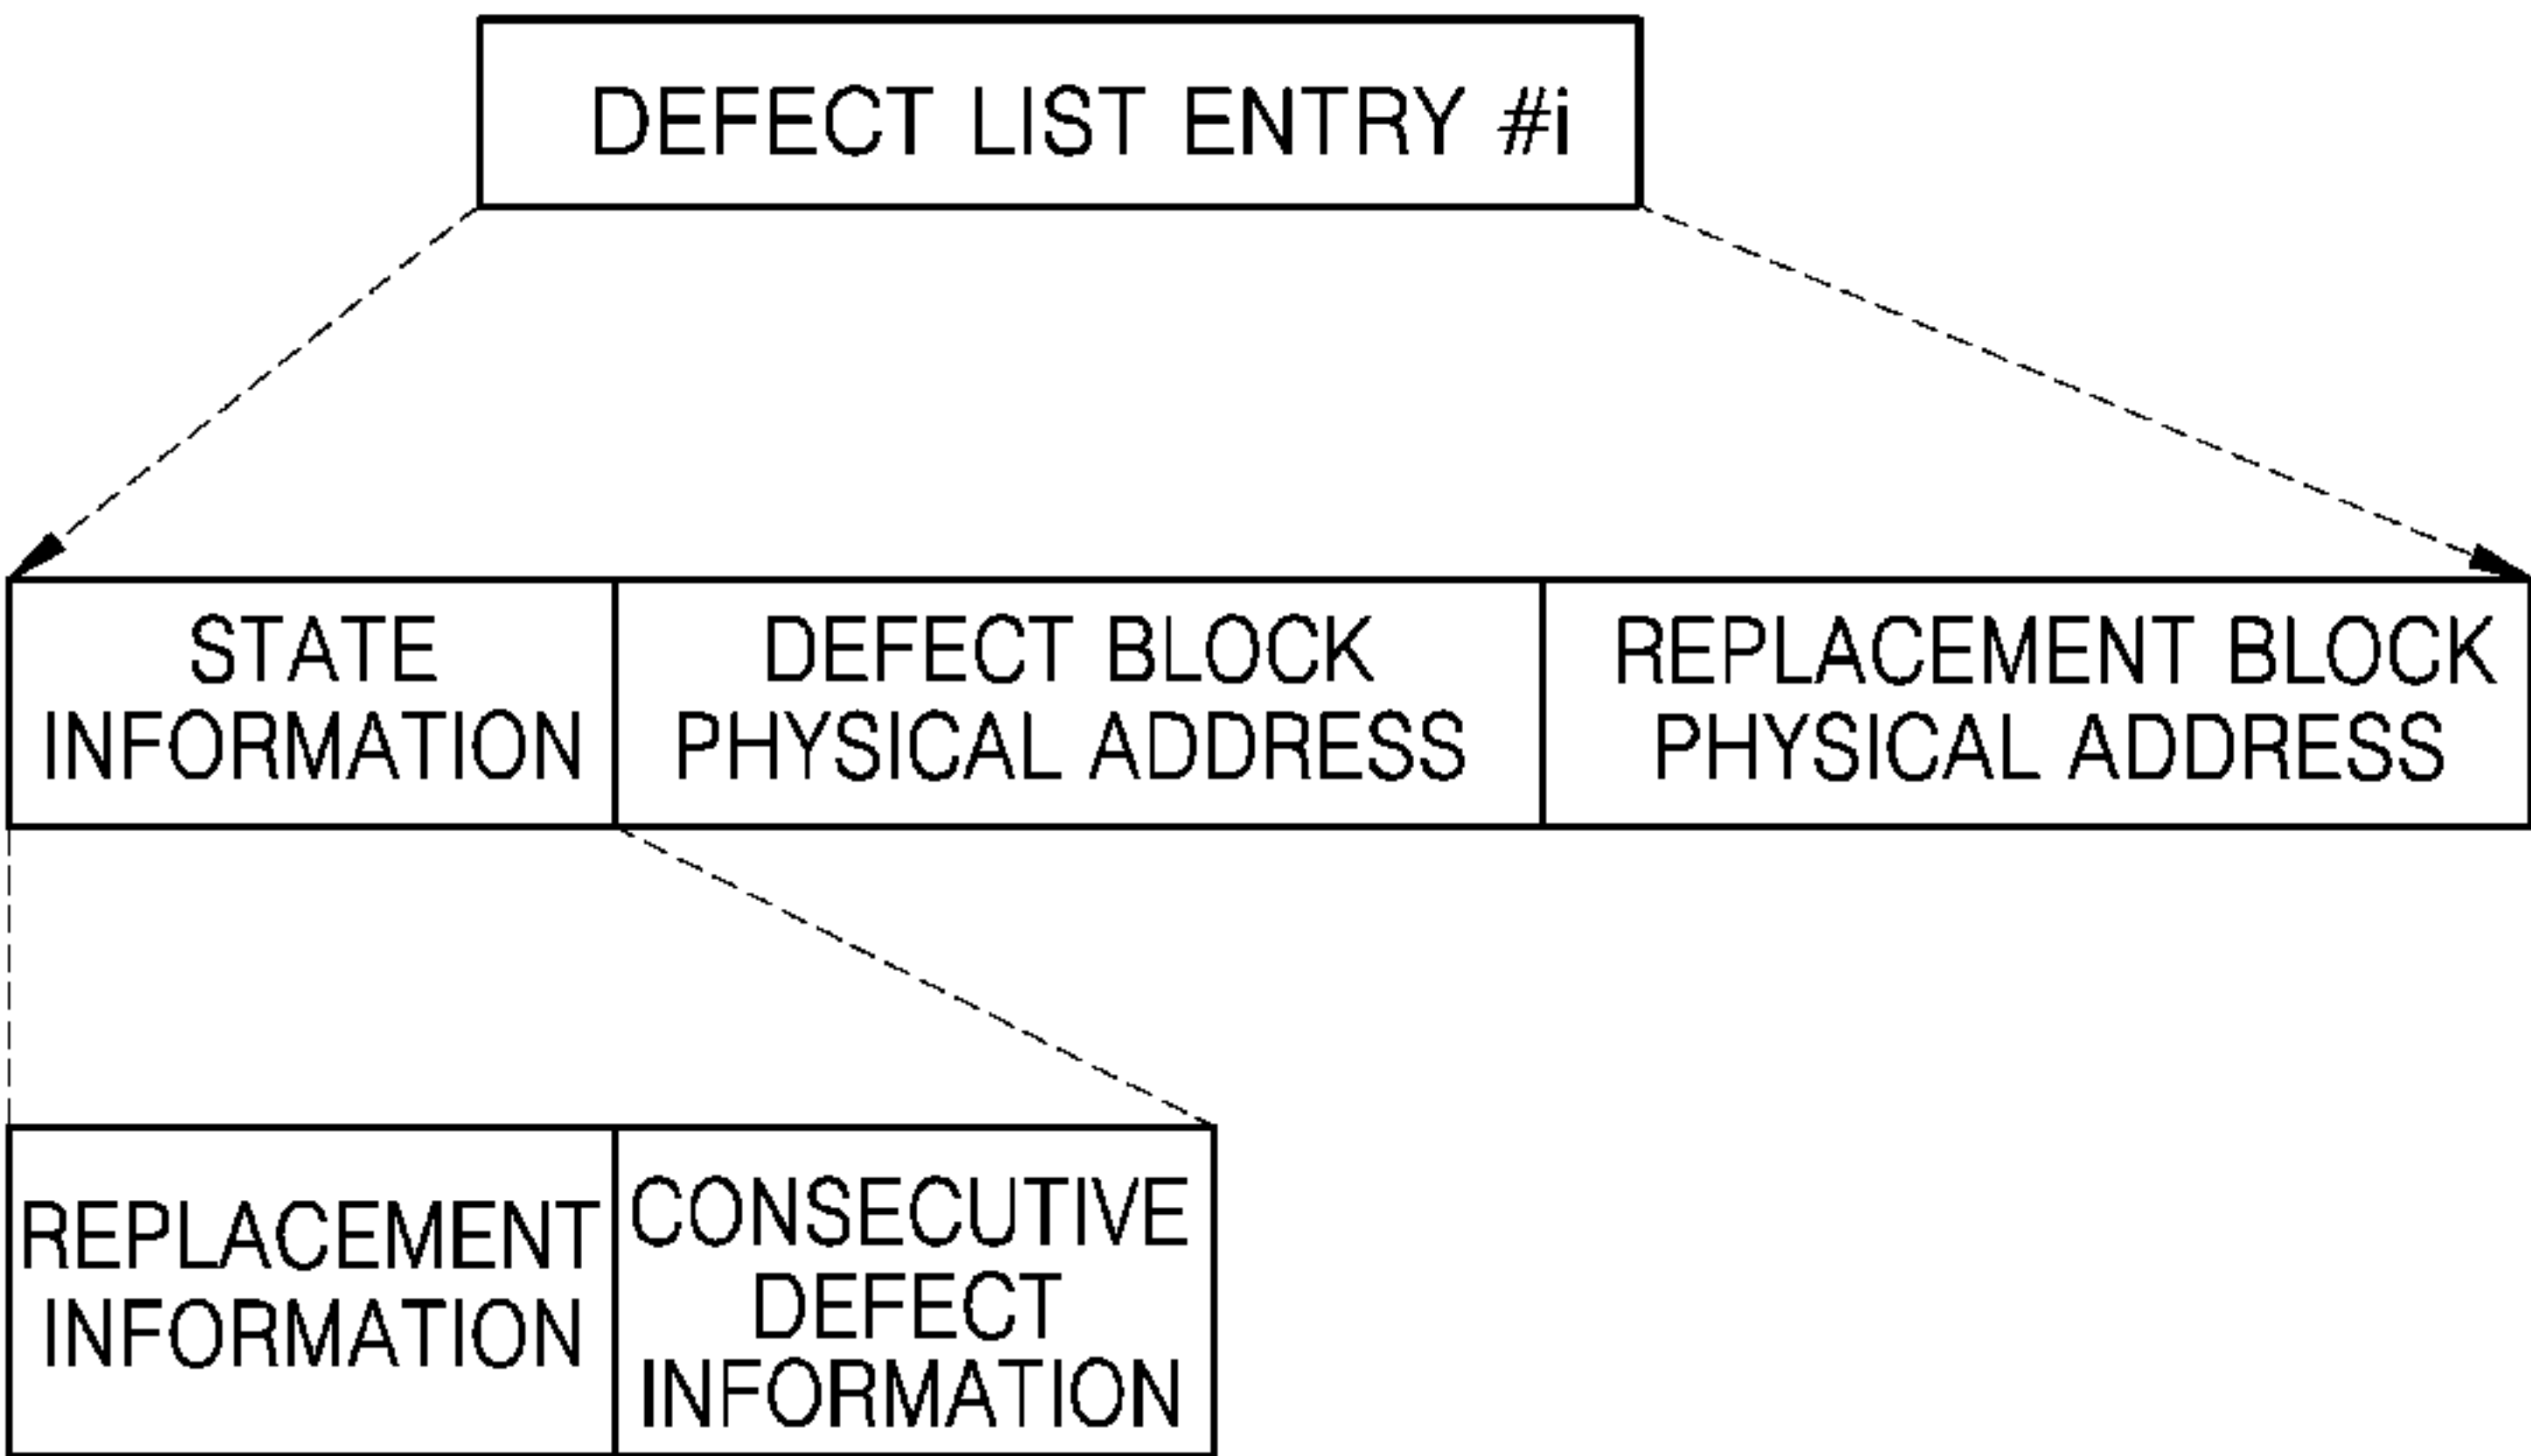 DEFECT LIST ENTRY #i
STATE
INFORMATION
DEFECT BLOCK
PHYSICAL ADDRESS
REPLACEMENT BLOCK
PHYSICAL ADDRESS
REPLACEMENT
INFORMATION
CONSECUTIVE
DEFECT
INFORMATION